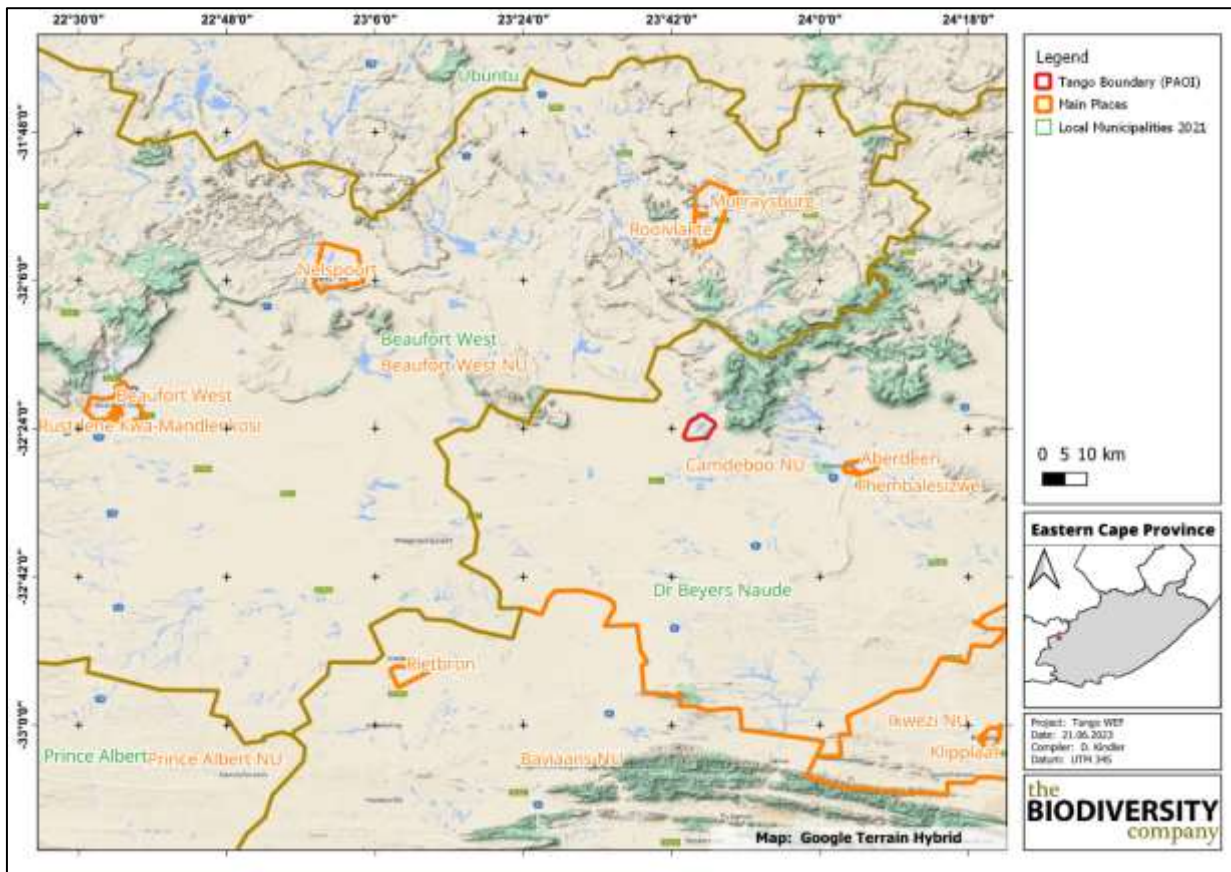 22°30'0" 22°48'0" 23°6'0" 23°24'0" 23°42'0" 24°0'0" 24°18'0"
-31°48'0"
-32°6'0"
-32°24'0"
-32°42'0"
-33°0'0"
Ubuntu
Murraysburg
Rooivlakte
Nelspoort
Beaufort West
Beaufort West NU
Beaufort West
Rustdene Kwa-Mandlenkosi
Camdeboo NU
Aberdeen
Thembalesizwe
Dr Beyers Naude
Rietbron
Ikwezi NU
Klipplaat
Prince Albert
Prince Albert NU
Baviaans NU
Map: Google Terrain Hybrid
Legend
Tango Boundary (PAOI)
Main Places
Local Municipalities 2021
0 5 10 km
Eastern Cape Province
Project: Tango WEF
Date: 21.06.2023
Compiler: D. Kindler
Datum: UTM 34S
the
BIODIVERSITY
company